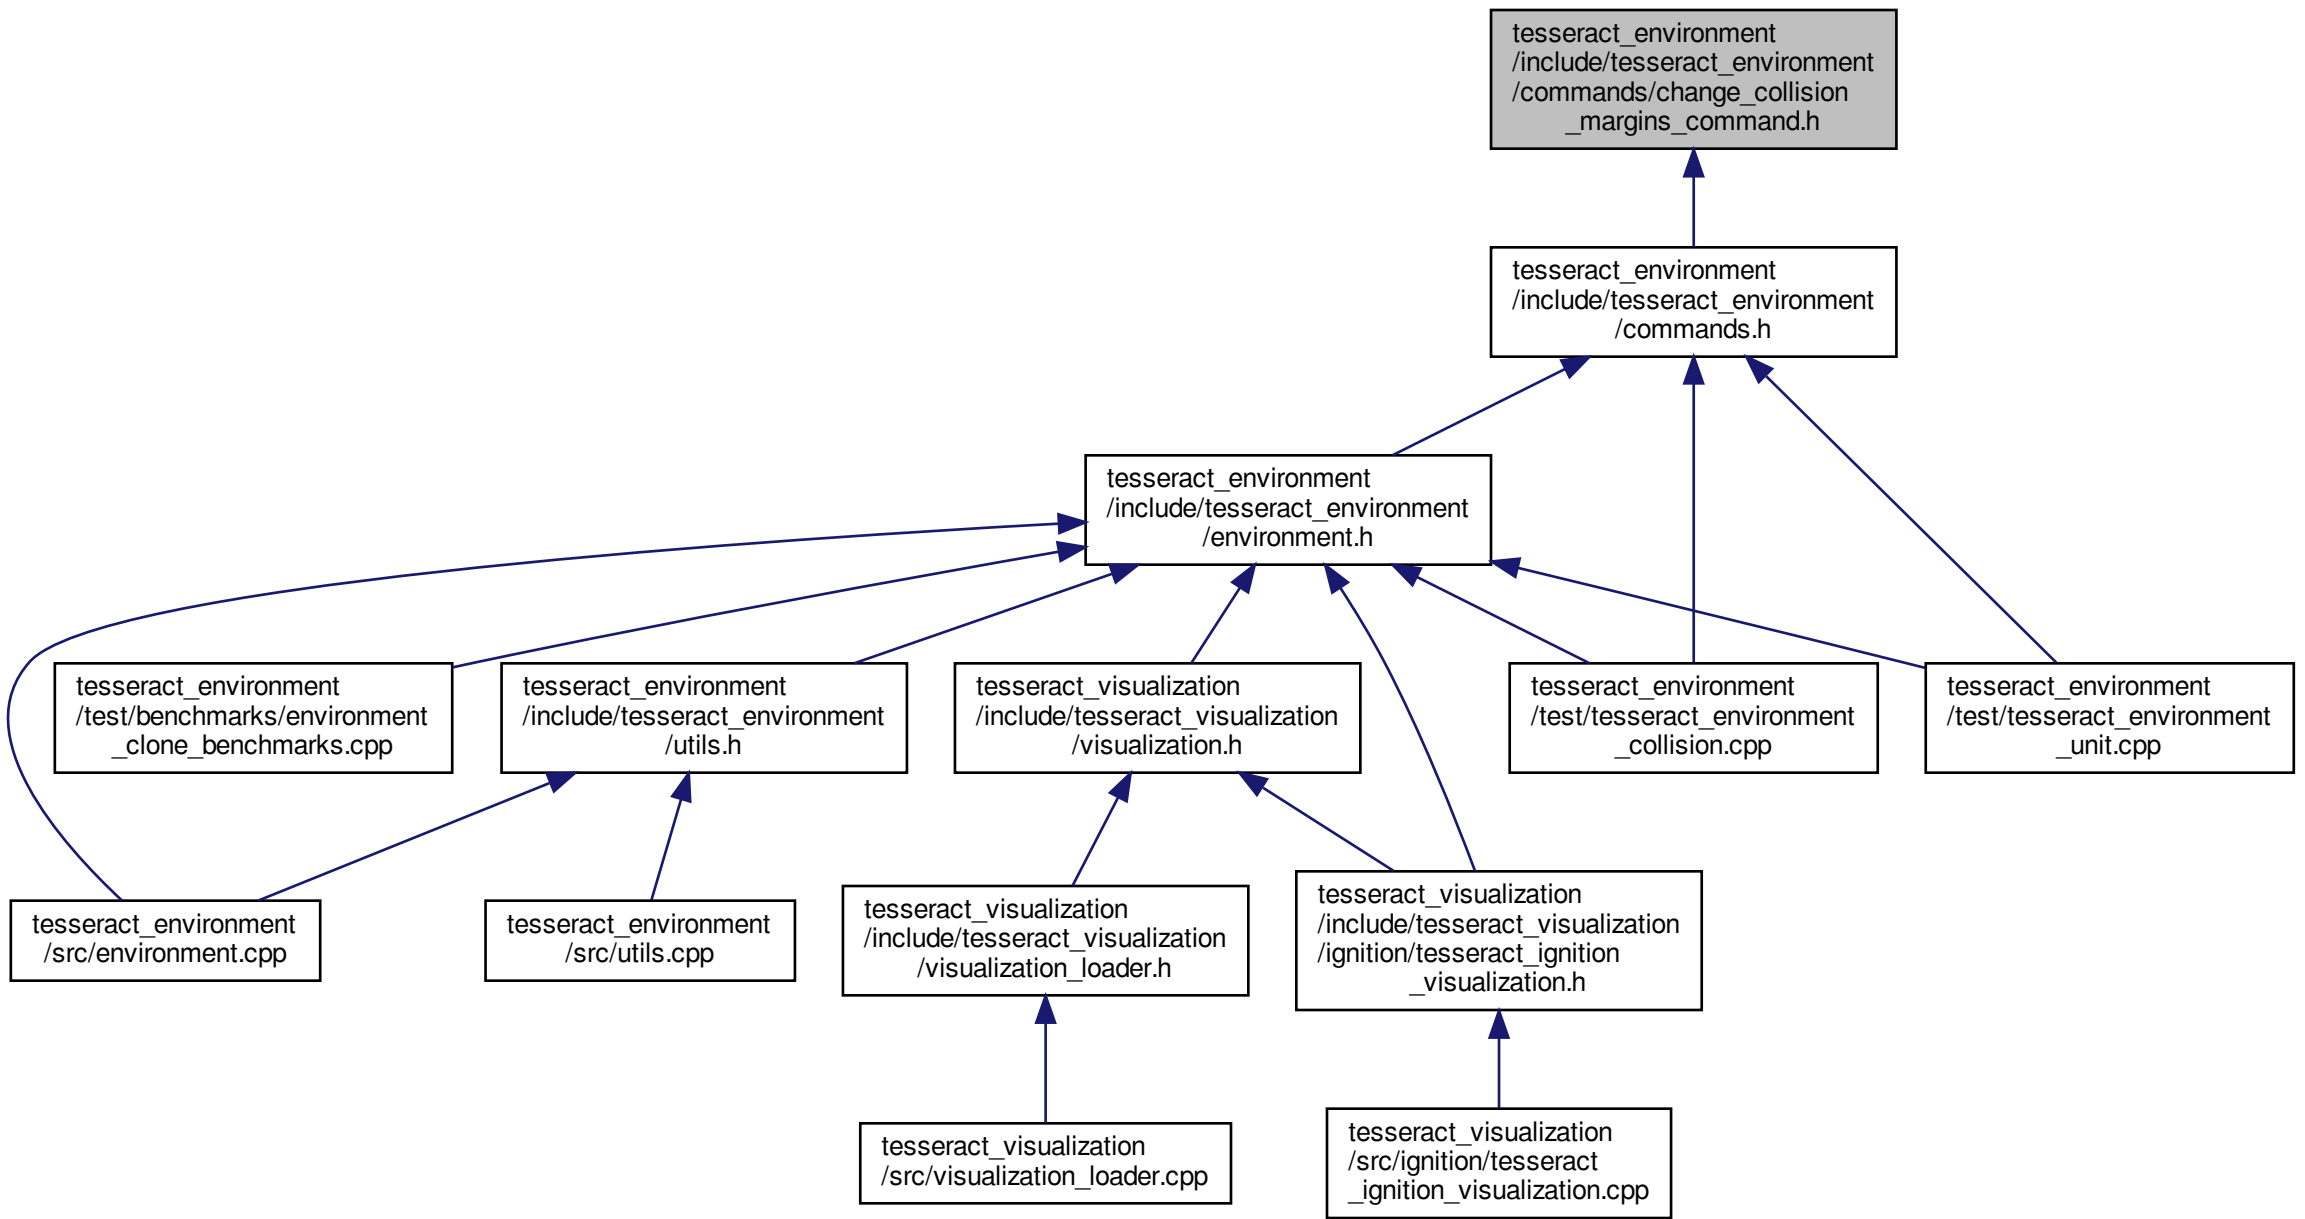 tesseract_environment
/include/tesseract_environment
/commands/change_collision
_margins_command.h
tesseract_environment
/include/tesseract_environment
/commands.h
tesseract_environment
/include/tesseract_environment
/environment.h
tesseract_environment
/test/benchmarks/environment
_clone_benchmarks.cpp
tesseract_environment
/include/tesseract_environment
/utils.h
tesseract_visualization
/include/tesseract_visualization
/visualization.h
tesseract_environment
/test/tesseract_environment
_collision.cpp
tesseract_environment
/test/tesseract_environment
_unit.cpp
tesseract_environment
/src/environment.cpp
tesseract_environment
/src/utils.cpp
tesseract_visualization
/include/tesseract_visualization
/visualization_loader.h
tesseract_visualization
/include/tesseract_visualization
/ignition/tesseract_ignition
_visualization.h
tesseract_visualization
/src/visualization_loader.cpp
tesseract_visualization
/src/ignition/tesseract
_ignition_visualization.cpp